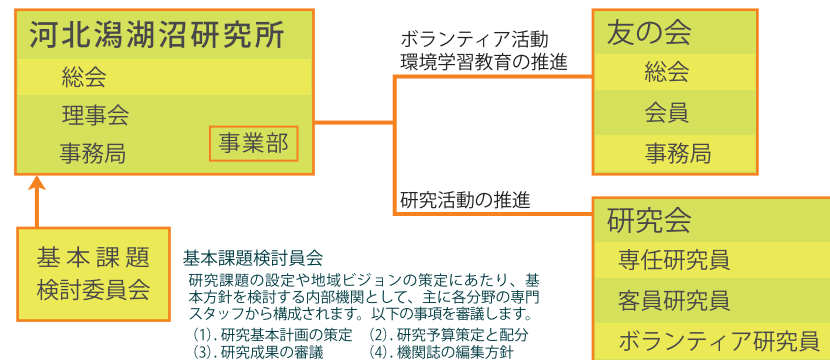 河北潟湖沼研究所
総会
理事会
事務局
事業部
ボランティア活動
環境学習教育の推進
友の会
総会
会員
事務局
研究活動の推進
研究会
専任研究員
客員研究員
ボランティア研究員
基本課題
検討委員会
基本課題検討員会
研究課題の設定や地域ビジョンの策定にあたり、基
本方針を検討する内部機関として、主に各分野の専門
スタッフから構成されます。以下の事項を審議します。
(1). 研究基本計画の策定 (2). 研究予算策定と配分
(3). 研究成果の審議 (4). 機関誌の編集方針